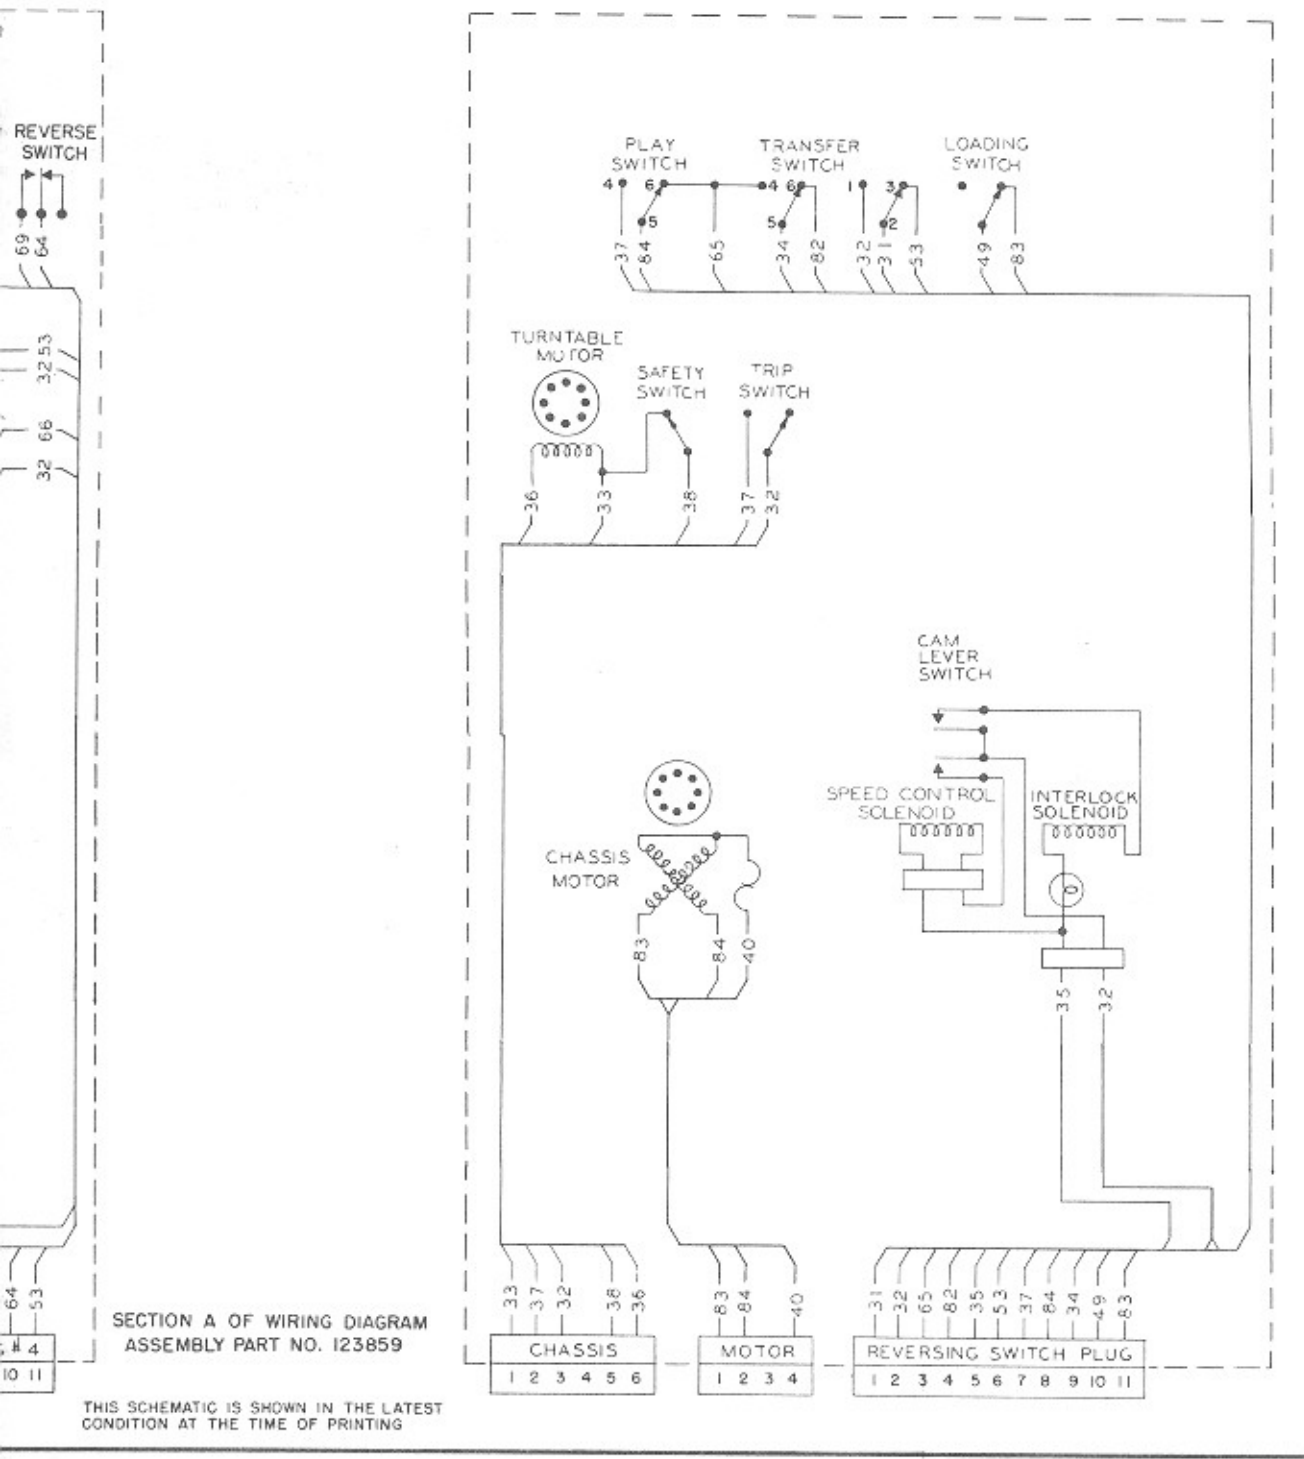 REVERSE
SWITCH
69 64
53
32
66
32
64 53
# 4
10 11
PLAY
SWITCH
TRANSFER
SWITCH
LOADING
SWITCH
4 6 4 6 1 3
5 5 2
37 84 65 34 82 32 31 53 49 83
TURNTABLE
MOTOR
SAFETY
SWITCH
TRIP
SWITCH
36 33 38 37 32
CAM
LEVER
SWITCH
SPEED CONTROL
SOLENOID
INTERLOCK
SOLENOID
CHASSIS
MOTOR
83 84 40
35 32
33 37 32 38 36
CHASSIS
1 2 3 4 5 6
83 84 40
MOTOR
1 2 3 4
31 32 65 82 35 53 37 84 34 49 83
REVERSING SWITCH PLUG
1 2 3 4 5 6 7 8 9 10 11
SECTION A OF WIRING DIAGRAM
ASSEMBLY PART NO. 123859
THIS SCHEMATIC IS SHOWN IN THE LATEST
CONDITION AT THE TIME OF PRINTING